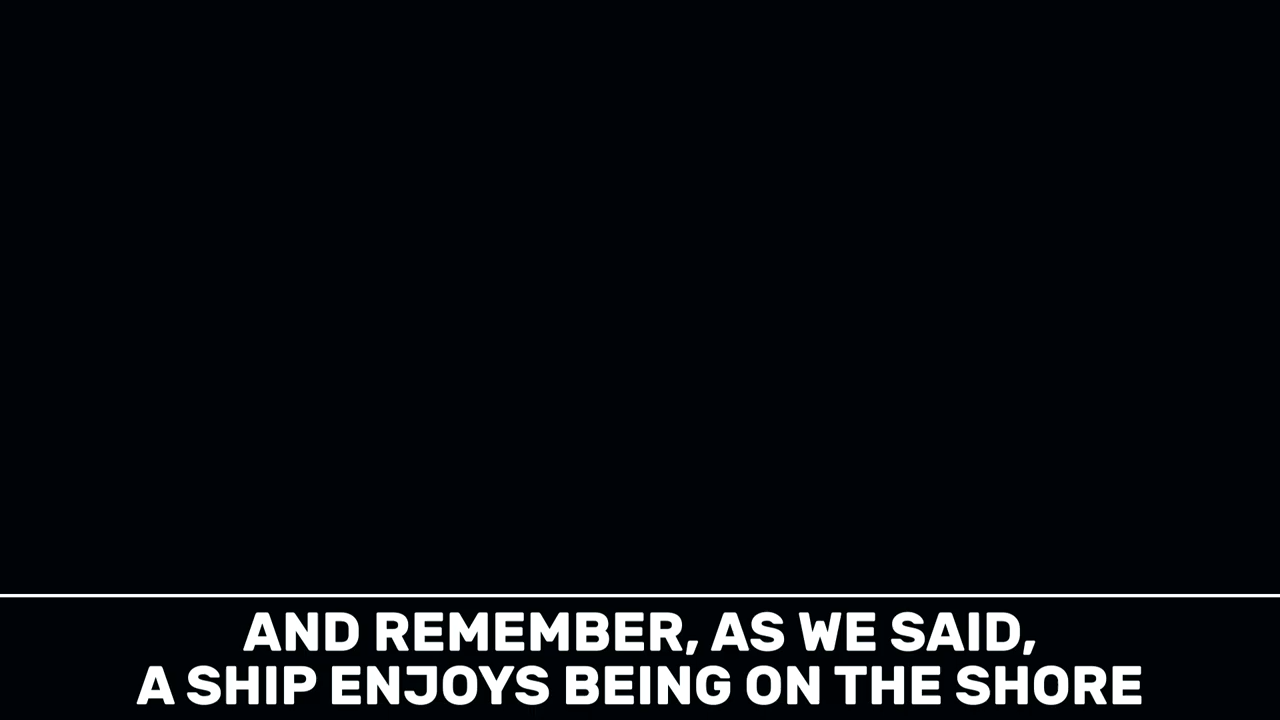 AND REMEMBER, AS WE SAID,
A SHIP ENJOYS BEING ON THE SHORE